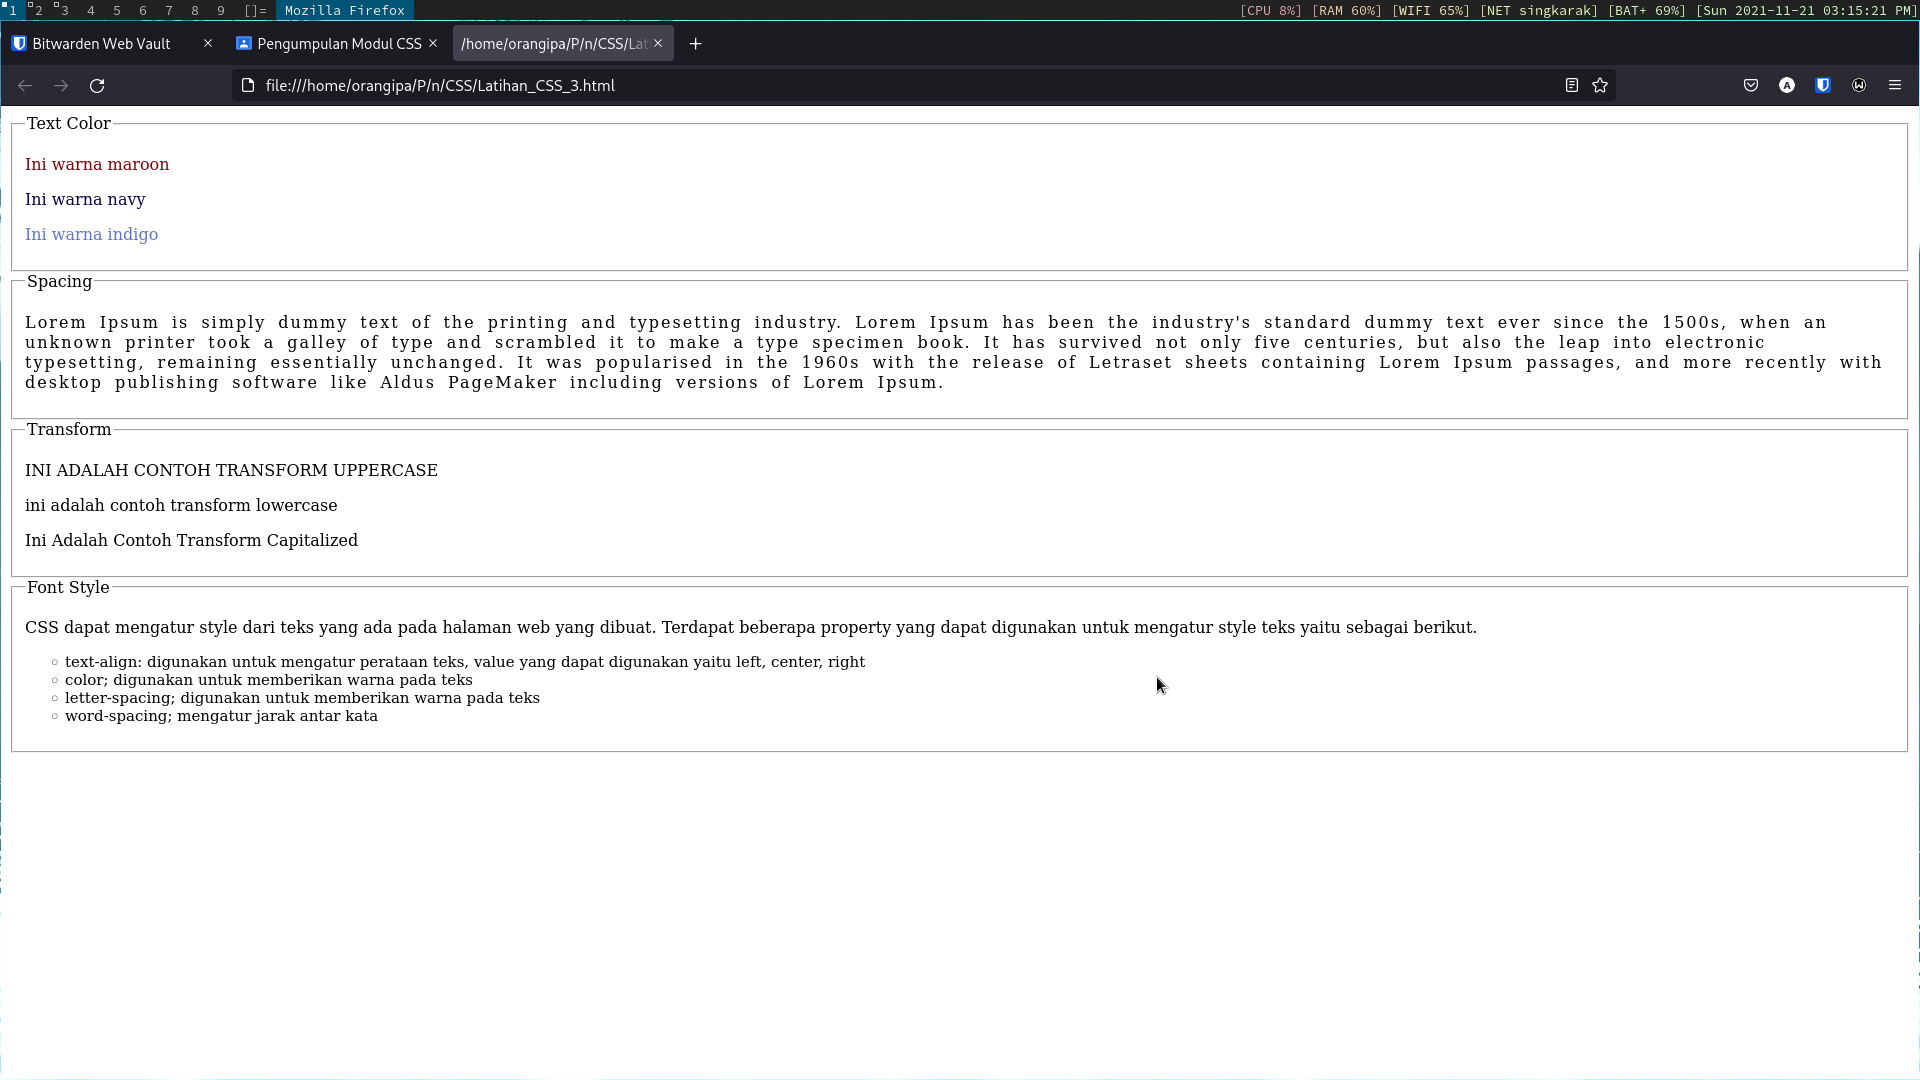 1 2 3 4 5 6 7 8 9 []= Mozilla Firefox [CPU 8%] [RAM 60%] [WIFI 65%] [NET singkarak] [BAT+ 69%] [Sun 2021-11-21 03:15:21 PM]
Bitwarden Web Vault Pengumpulan Modul CSS /home/orangipa/P/n/CSS/Lat
file:///home/orangipa/P/n/CSS/Latihan_CSS_3.html
Text Color
Ini warna maroon
Ini warna navy
Ini warna indigo
Spacing
Lorem Ipsum is simply dummy text of the printing and typesetting industry. Lorem Ipsum has been the industry's standard dummy text ever since the 1500s, when an
unknown printer took a galley of type and scrambled it to make a type specimen book. It has survived not only five centuries, but also the leap into electronic
typesetting, remaining essentially unchanged. It was popularised in the 1960s with the release of Letraset sheets containing Lorem Ipsum passages, and more recently with
desktop publishing software like Aldus PageMaker including versions of Lorem Ipsum.
Transform
INI ADALAH CONTOH TRANSFORM UPPERCASE
ini adalah contoh transform lowercase
Ini Adalah Contoh Transform Capitalized
Font Style
CSS dapat mengatur style dari teks yang ada pada halaman web yang dibuat. Terdapat beberapa property yang dapat digunakan untuk mengatur style teks yaitu sebagai berikut.
text-align: digunakan untuk mengatur perataan teks, value yang dapat digunakan yaitu left, center, right
color; digunakan untuk memberikan warna pada teks
letter-spacing; digunakan untuk memberikan warna pada teks
word-spacing; mengatur jarak antar kata